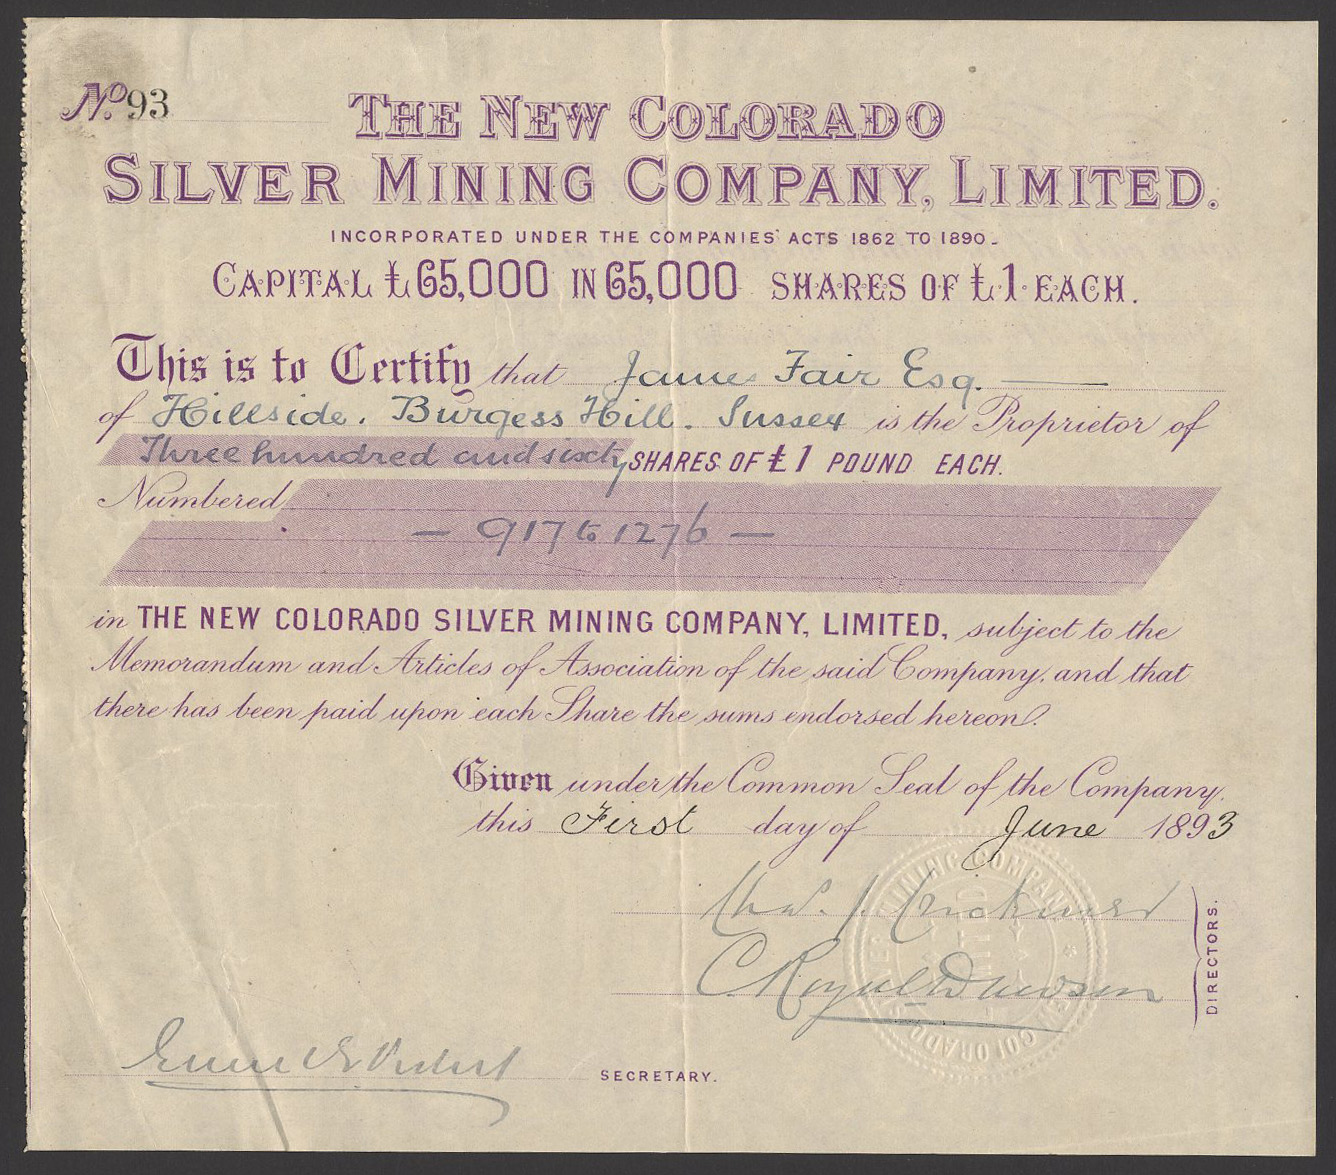 No. 93
THE NEW COLORADO
SILVER MINING COMPANY, LIMITED.
INCORPORATED UNDER THE COMPANIES' ACTS 1862 TO 1890.
CAPITAL £65,000 IN 65,000 SHARES OF £1 EACH.
This is to Certify that James Fair Esq.
of Hillside. Burgess Hill. Sussex is the Proprietor of
Three hundred and sixty SHARES OF £1 POUND EACH.
Numbered
— 917 to 1276 —
in THE NEW COLORADO SILVER MINING COMPANY, LIMITED, subject to the
Memorandum and Articles of Association of the said Company, and that
there has been paid upon each Share the sums endorsed hereon.
Given under the Common Seal of the Company,
this First day of June 1893
C. Dawson
DIRECTORS.
SECRETARY.
MINING COMPANY
COLORADO